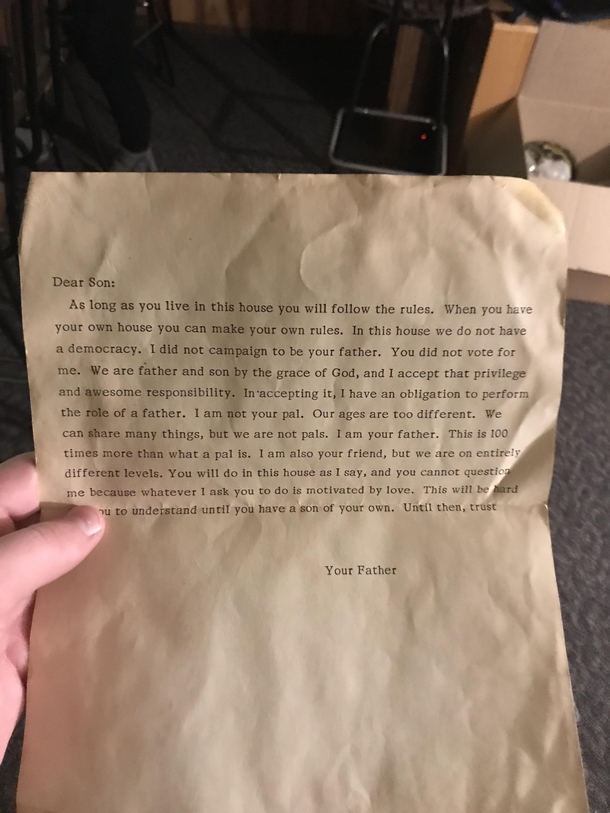 Dear Son:
As long as you live in this house you will follow the rules. When you have
your own house you can make your own rules. In this house we do not have
a democracy. I did not campaign to be your father. You did not vote for
me. We are father and son by the grace of God, and I accept that privilege
and awesome responsibility. In accepting it, I have an obligation to perform
the role of a father. I am not your pal. Our ages are too different. We
can share many things, but we are not pals. I am your father. This is 100
times more than what a pal is. I am also your friend, but we are on entirely
different levels. You will do in this house as I say, and you cannot question
me because whatever I ask you to do is motivated by love. This will be hard
ou to understand until you have a son of your own. Until then, trust
Your Father